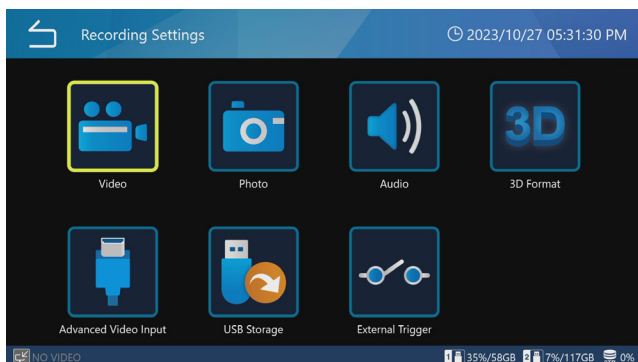 Recording Settings 2023/10/27 05:31:30 PM
3D
Video Photo Audio 3D Format
Advanced Video Input USB Storage External Trigger
NO VIDEO 1 35%/58GB 2 7%/117GB 0%